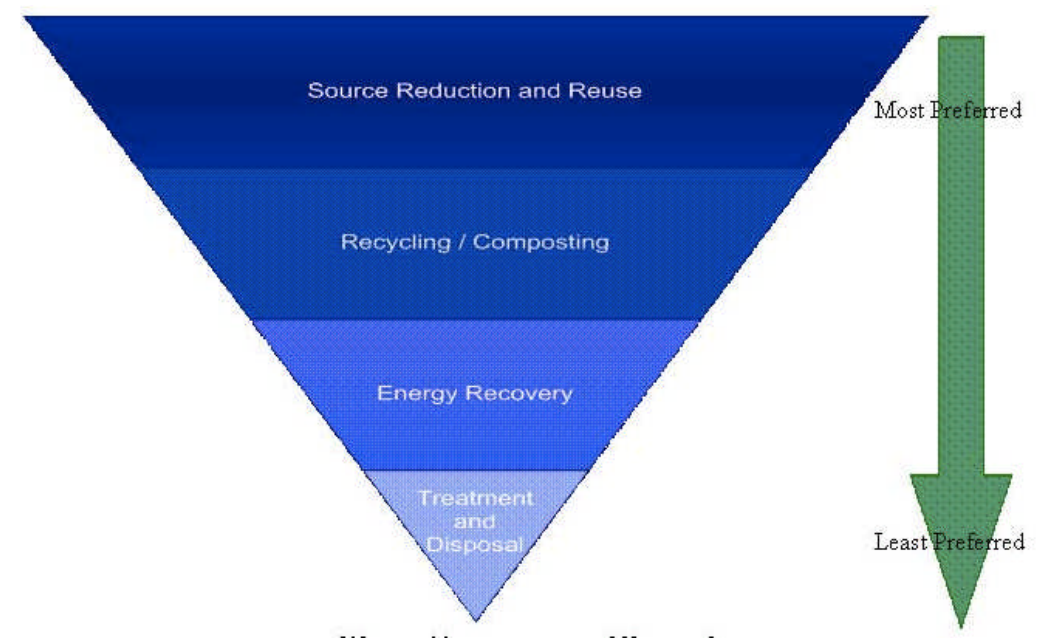 Source Reduction and Reuse
Most Preferred
Recycling / Composting
Energy Recovery
Treatment
and
Disposal
Least Preferred